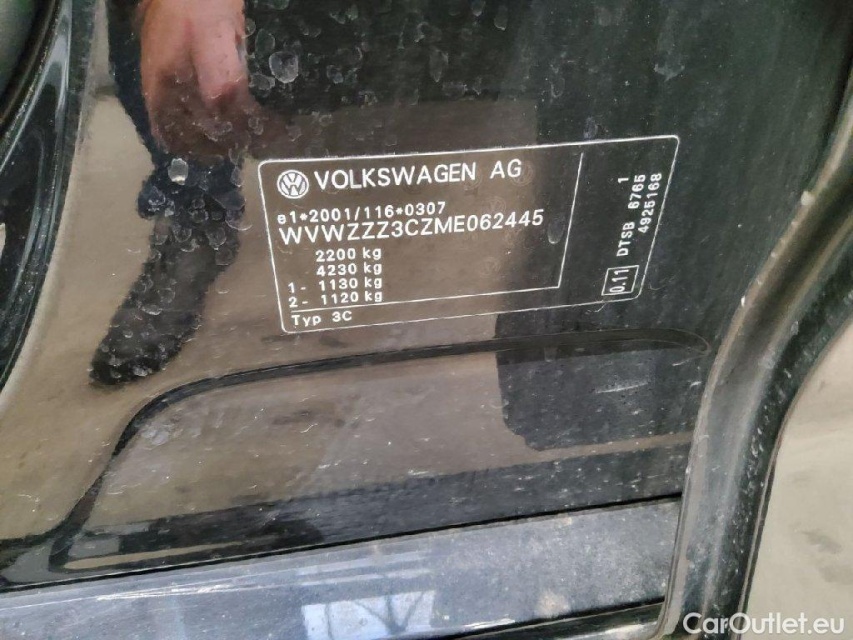 VOLKSWAGEN AG
e1*2001/116*0307
WVWZZZ3CZME062445
2200 kg
4230 kg
1- 1130 kg
2- 1120 kg
Typ 3C
0.11
DTSB 6765 1
4925168
CarOutlet.eu